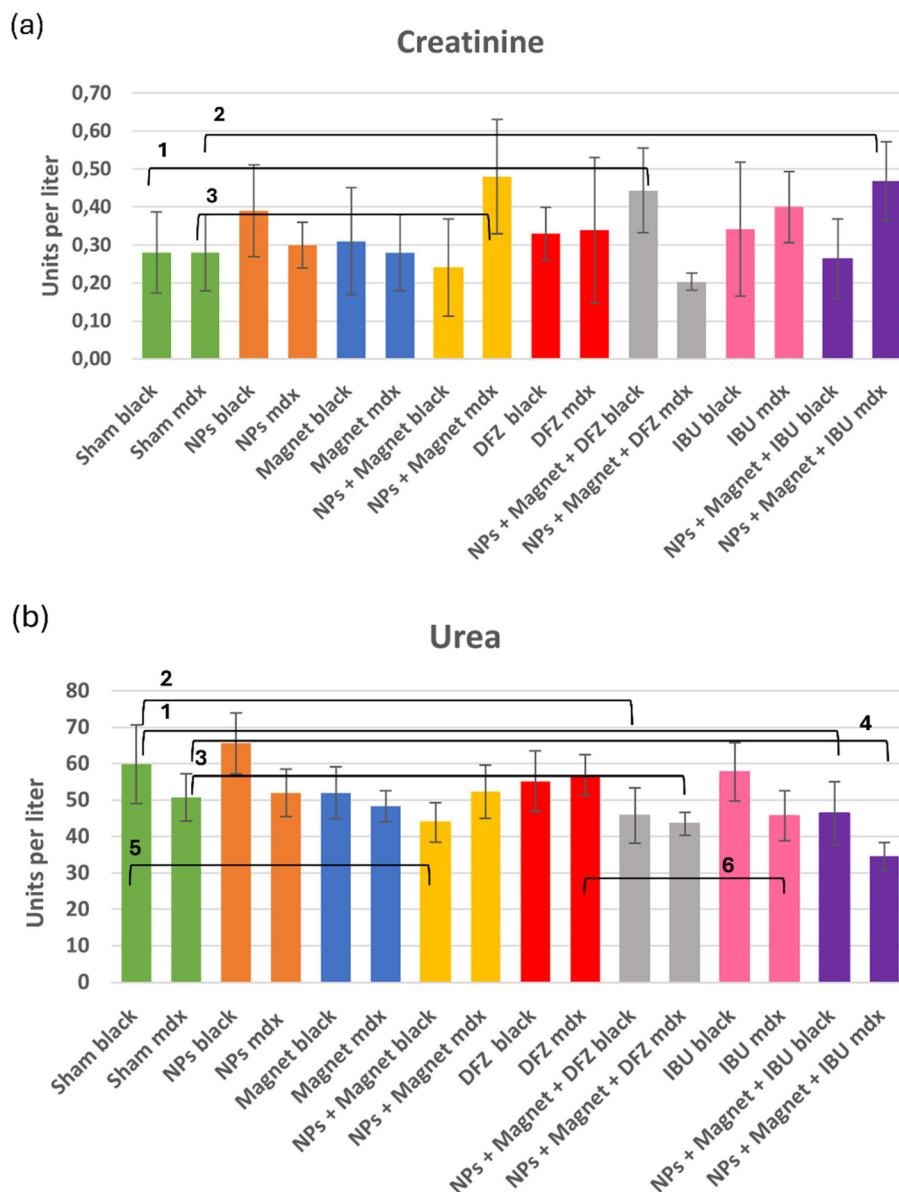 (a)
Creatinine
Units per liter
0,70
0,60
0,50
0,40
0,30
0,20
0,10
0,00
1
2
3
Sham black
Sham mdx
NPs black
NPs mdx
Magnet black
Magnet mdx
NPs + Magnet black
NPs + Magnet mdx
DFZ black
DFZ mdx
NPs + Magnet + DFZ black
NPs + Magnet + DFZ mdx
IBU black
IBU mdx
NPs + Magnet + IBU black
NPs + Magnet + IBU mdx
(b)
Urea
Units per liter
80
70
60
50
40
30
20
10
0
2
1
4
3
5
6
Sham black
Sham mdx
NPs black
NPs mdx
Magnet black
Magnet mdx
NPs + Magnet black
NPs + Magnet mdx
DFZ black
DFZ mdx
NPs + Magnet + DFZ black
NPs + Magnet + DFZ mdx
IBU black
IBU mdx
NPs + Magnet + IBU black
NPs + Magnet + IBU mdx